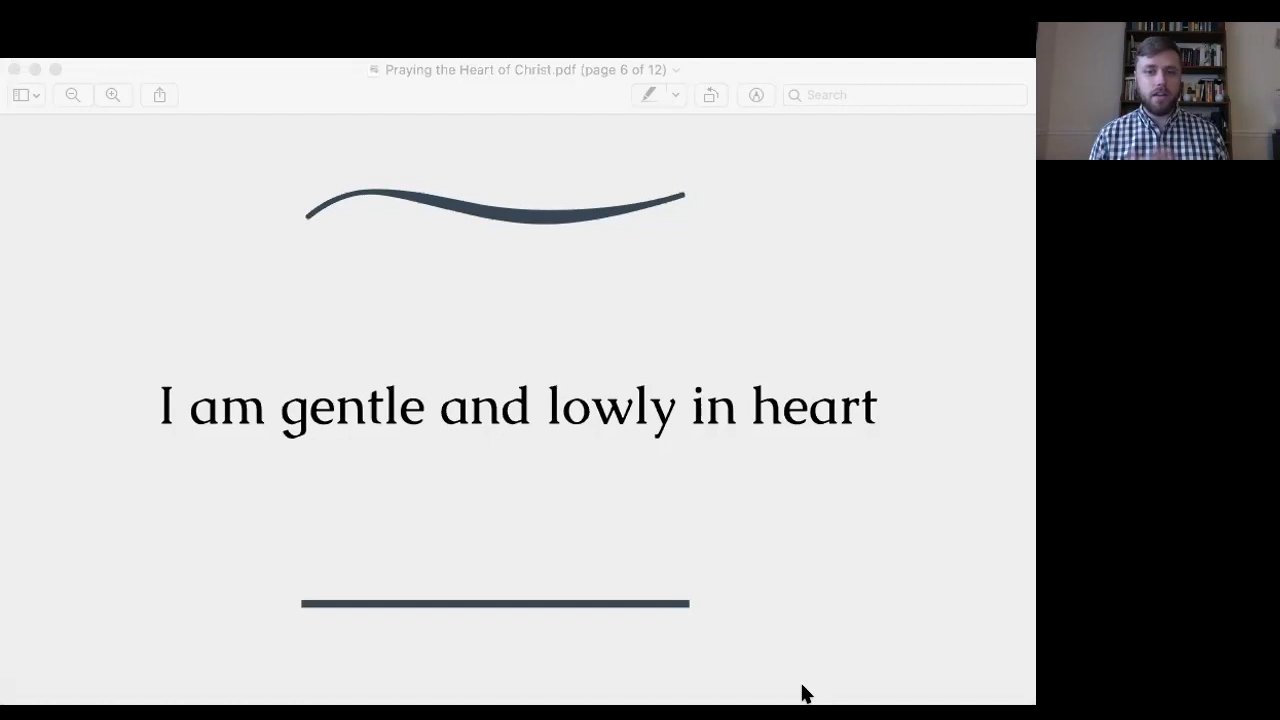 Praying the Heart of Christ.pdf (page 6 of 12)
Search
I am gentle and lowly in heart